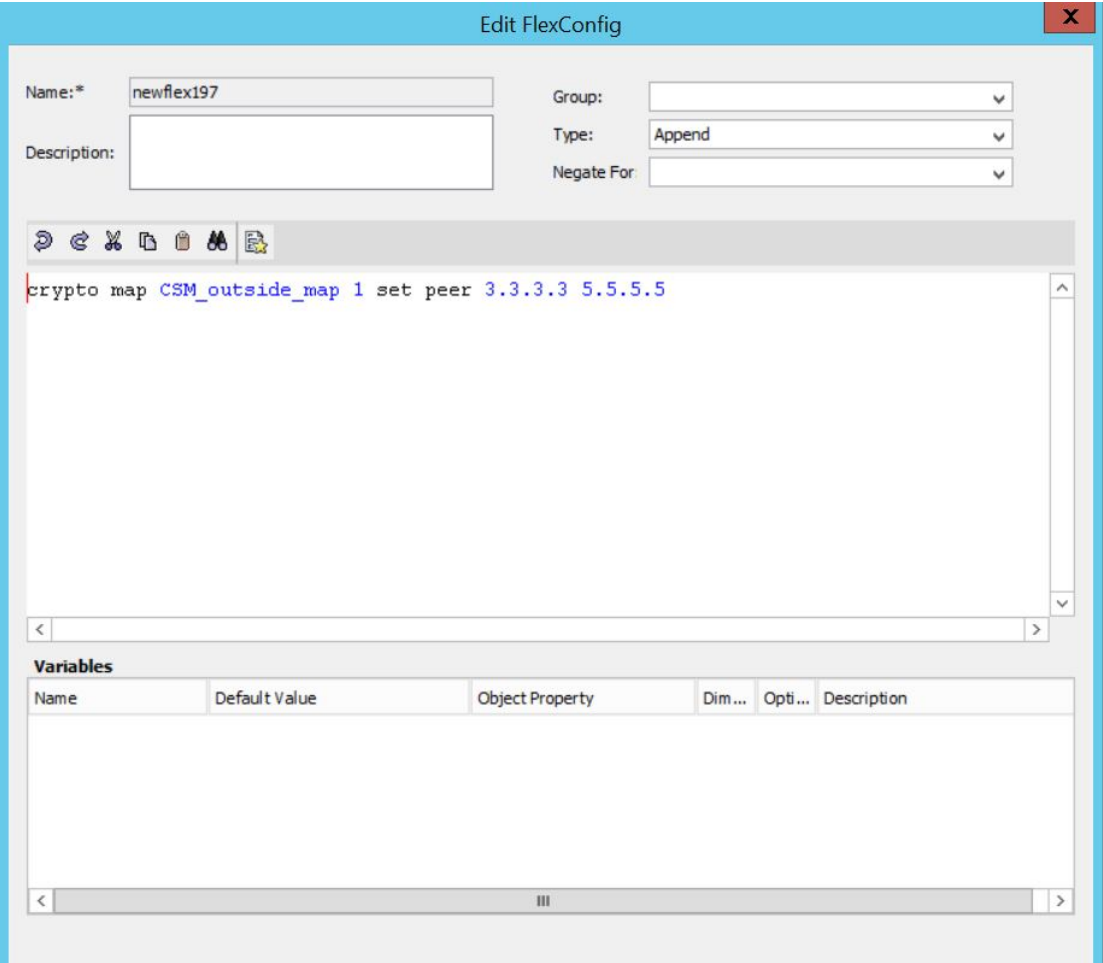 Edit FlexConfig
X
Name:* newflex197
Group:
Description:
Type: Append
Negate For
crypto map CSM_outside_map 1 set peer 3.3.3.3 5.5.5.5
Variables
Name Default Value Object Property Dim... Opti... Description